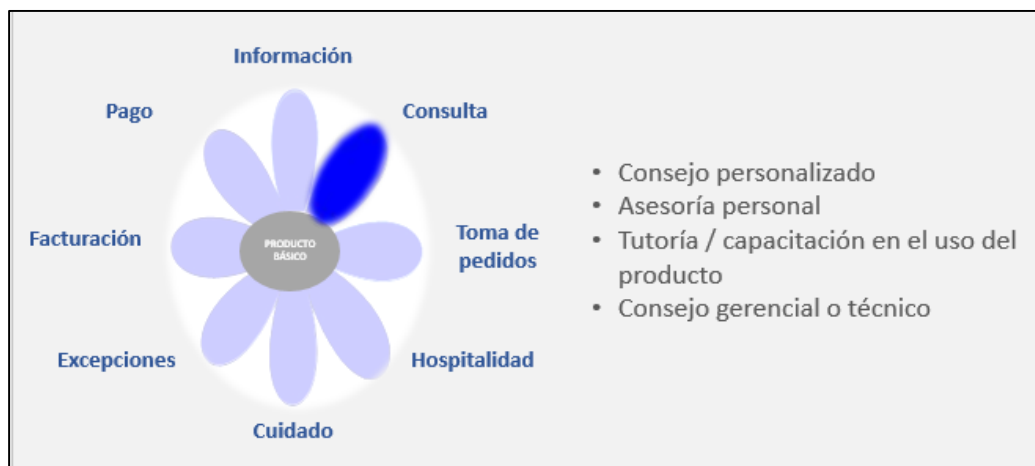 Información
Pago
Consulta
Facturación
PRODUCTO
BÁSICO
Toma de
pedidos
Excepciones
Hospitalidad
Cuidado
• Consejo personalizado
• Asesoría personal
• Tutoría / capacitación en el uso del
producto
• Consejo gerencial o técnico